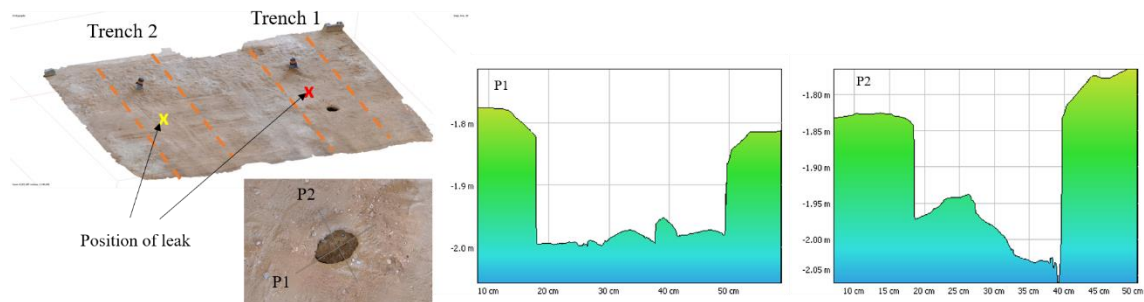 Trench 1
Trench 2
X
X
P2
Position of leak
P1
P1
-1.8 m
-1.9 m
-2.0 m
10 cm
20 cm
30 cm
40 cm
50 cm
P2
-1.80 m
-1.85 m
-1.90 m
-1.95 m
-2.00 m
-2.05 m
10 cm
15 cm
20 cm
25 cm
30 cm
35 cm
40 cm
45 cm
50 cm